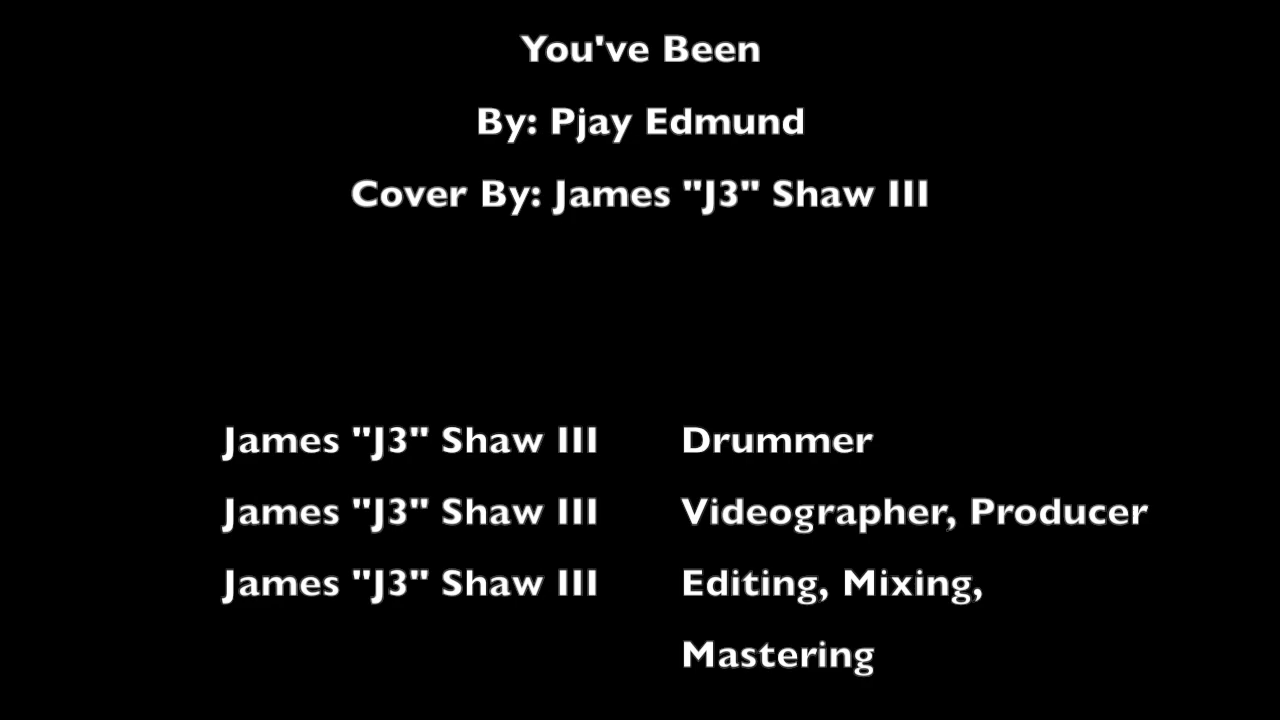 You've Been
By: Pjay Edmund
Cover By: James "J3" Shaw III
James "J3" Shaw III Drummer
James "J3" Shaw III Videographer, Producer
James "J3" Shaw III Editing, Mixing,
Mastering